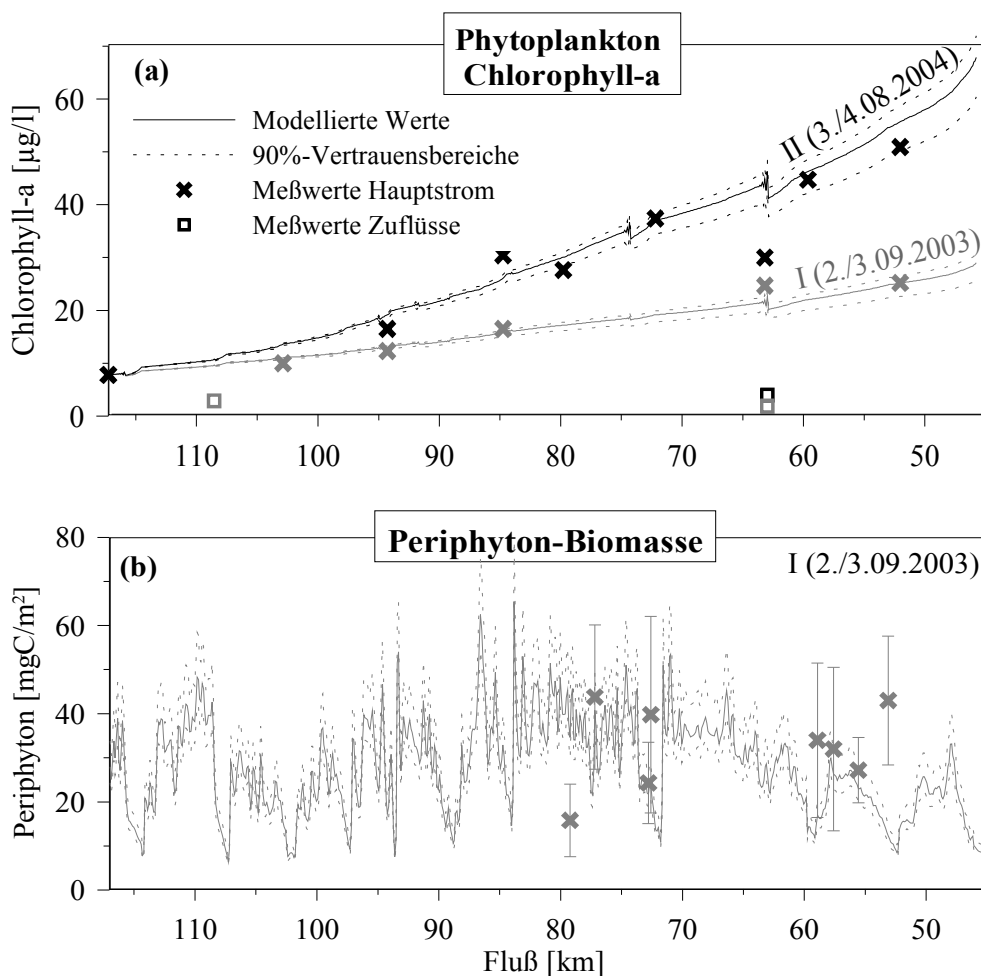 Phytoplankton
Chlorophyll-a
(a)
Chlorophyll-a [µg/l]
60
40
20
0
Modellierte Werte
90%-Vertrauensbereiche
Meßwerte Hauptstrom
Meßwerte Zuflüsse
II (3./4.08.2004)
I (2./3.09.2003)
110 100 90 80 70 60 50
Periphyton-Biomasse
(b)
I (2./3.09.2003)
Periphyton [mgC/m²]
80
60
40
20
0
110 100 90 80 70 60 50
Fluß [km]